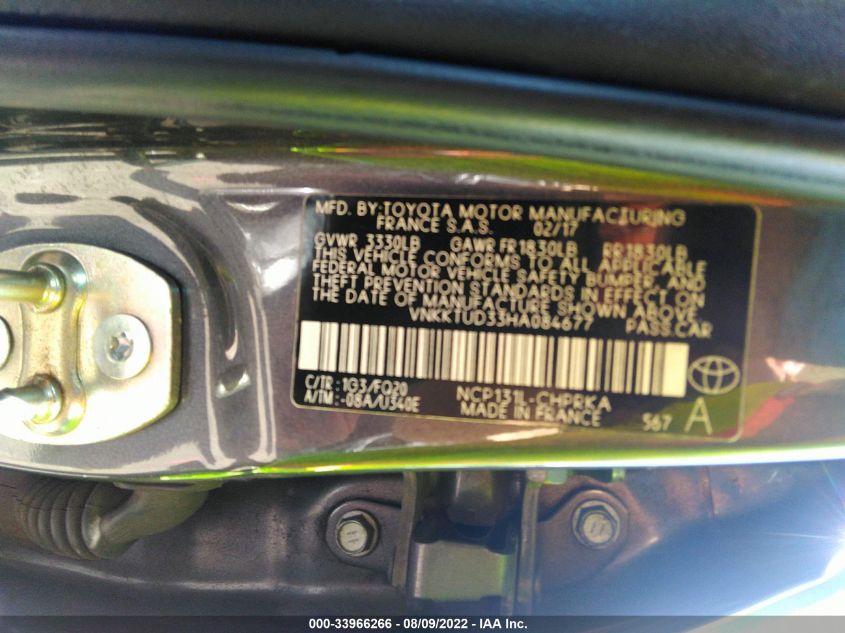 MFD. BY:TOYOTA MOTOR MANUFACTURING
FRANCE S.A.S. 02/17
GVWR 3330LB GAWR FR1830LB RR1830LB
THIS VEHICLE CONFORMS TO ALL APPLICABLE
FEDERAL MOTOR VEHICLE SAFETY, BUMPER, AND
THEFT PREVENTION STANDARDS IN EFFECT ON
THE DATE OF MANUFACTURE SHOWN ABOVE.
VNKKTUD33HA084677 PASS.CAR
C/TR : 1G3/FQ20 NCP131L-CHPRKA
A/TM : -08A/U340E MADE IN FRANCE 567 A
000-33966266 - 08/09/2022 - IAA Inc.